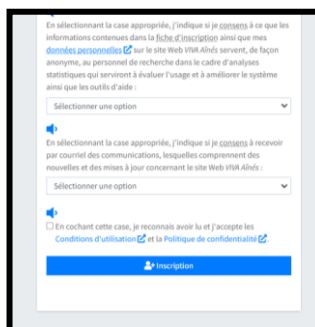 En sélectionnant la case appropriée, j'indique si je consens à ce que les
informations contenues dans la fiche d'inscription ainsi que mes
données personnelles sur le site Web VIVA Aînés servent, de façon
anonyme, au personnel de recherche dans le cadre d'analyses
statistiques qui serviront à évaluer l'usage et à améliorer le système
ainsi que les outils d'aide :
Sélectionner une option
En sélectionnant la case appropriée, j'indique si je consens à recevoir
par courriel des communications, lesquelles comprennent des
nouvelles et des mises à jour concernant le site Web VIVA Aînés :
Sélectionner une option
En cochant cette case, je reconnais avoir lu et j'accepte les
Conditions d'utilisation et la Politique de confidentialité.
Inscription